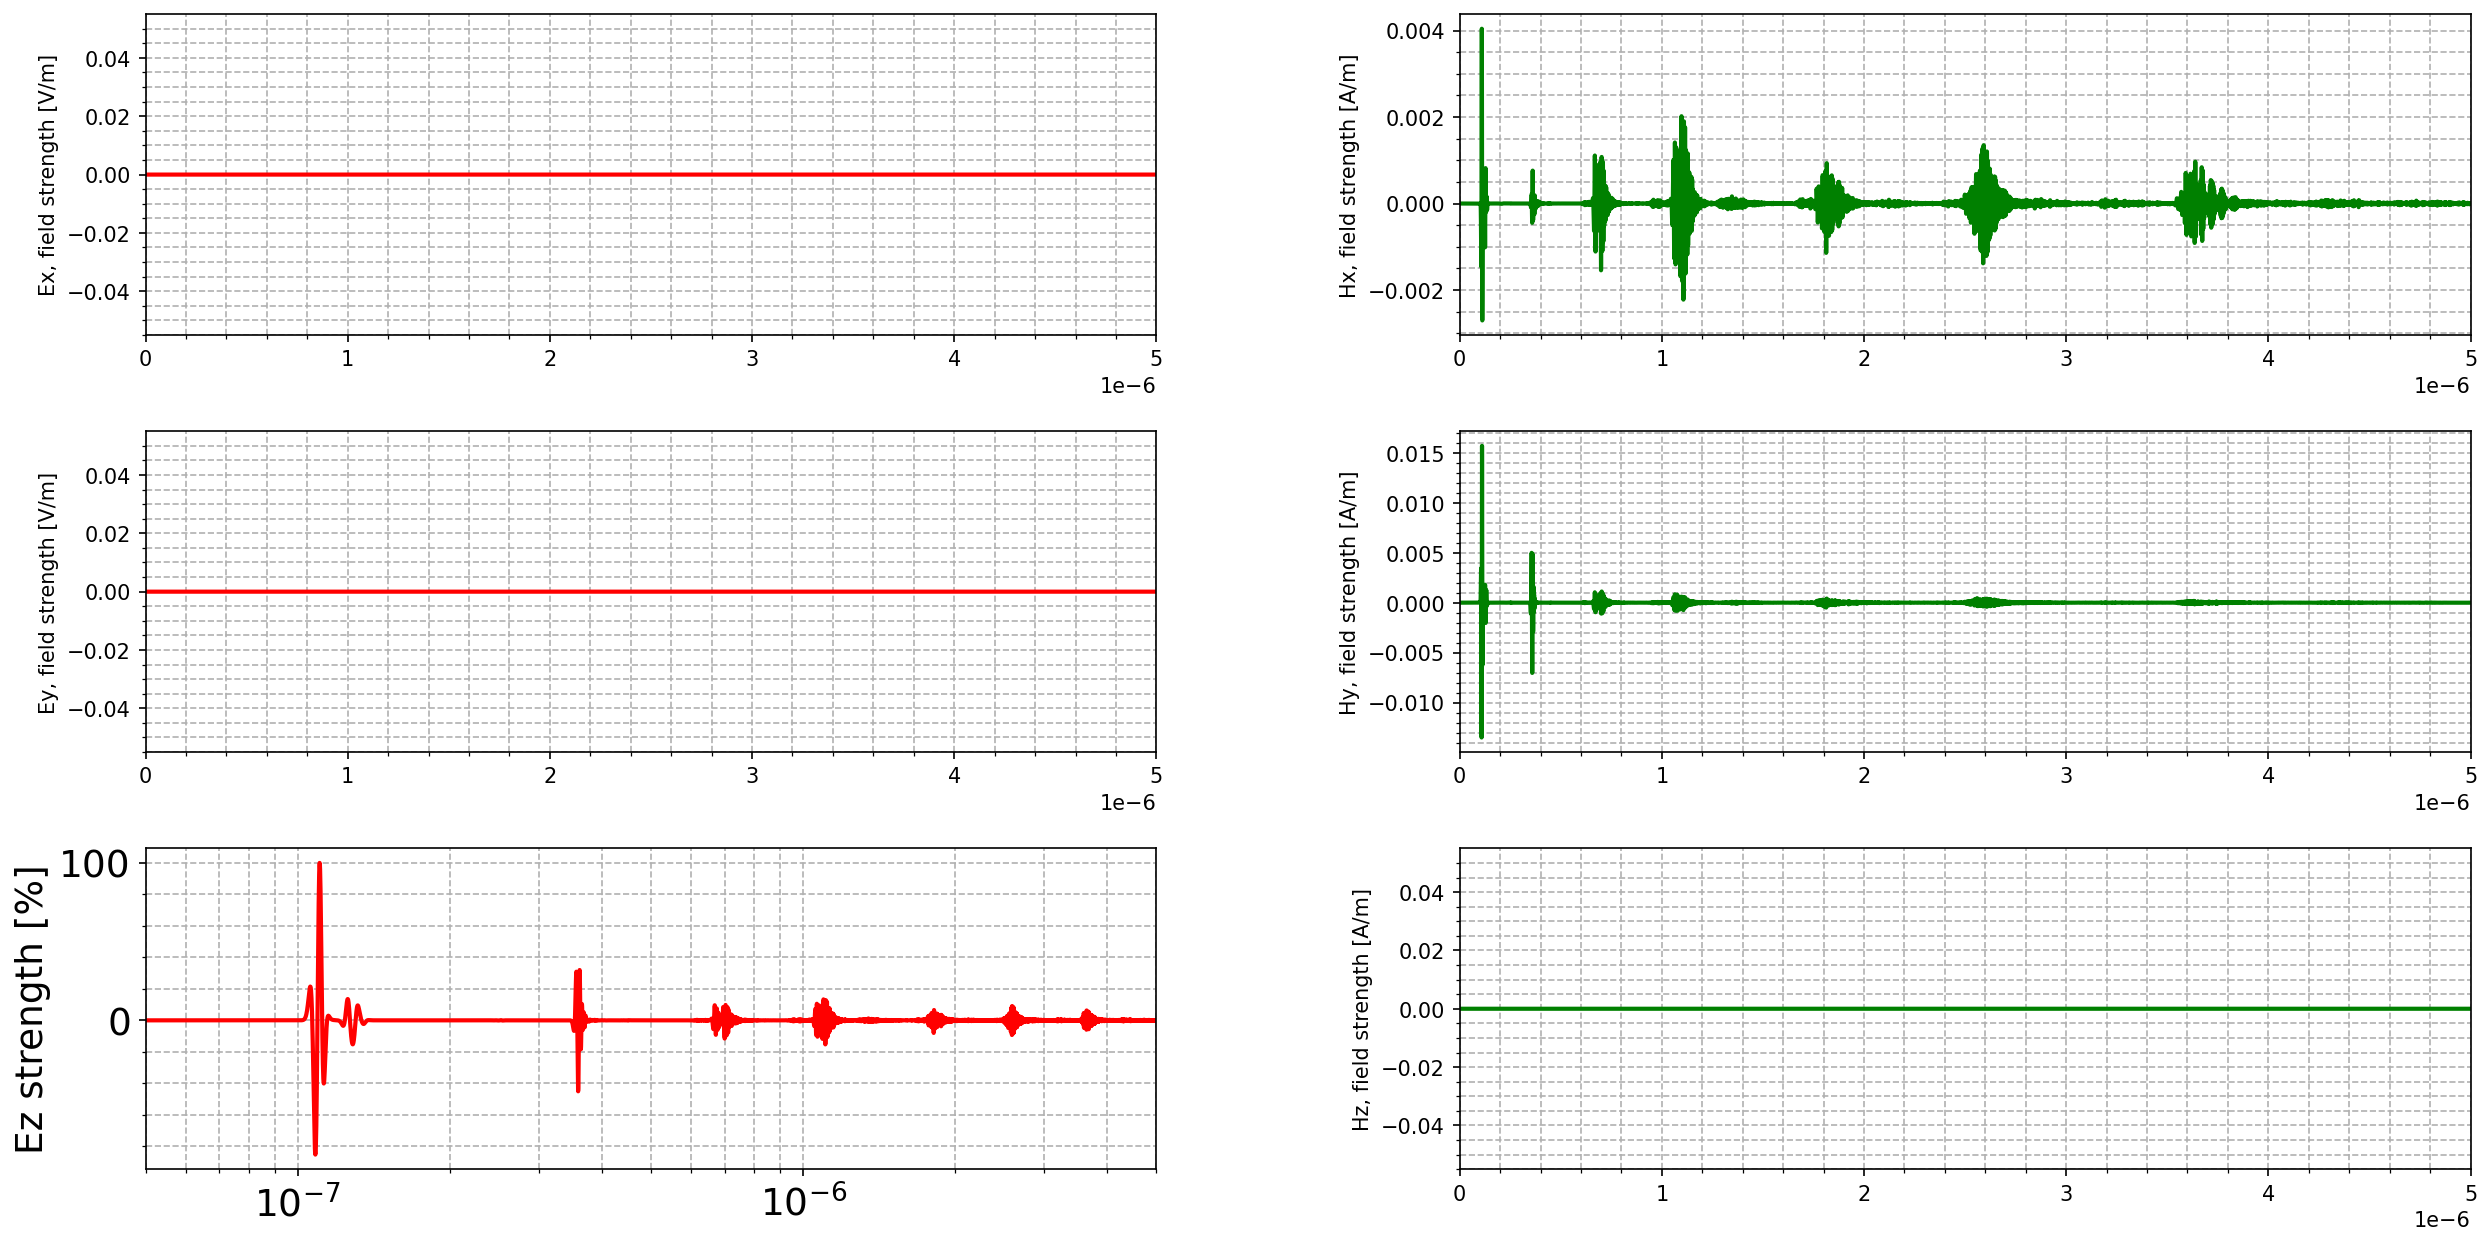 Ex, field strength [V/m]
0.04
0.02
0.00
−0.02
−0.04
0 1 2 3 4 5
1e−6
Hx, field strength [A/m]
0.004
0.002
0.000
−0.002
0 1 2 3 4 5
1e−6
Ey, field strength [V/m]
0.04
0.02
0.00
−0.02
−0.04
0 1 2 3 4 5
1e−6
Hy, field strength [A/m]
0.015
0.010
0.005
0.000
−0.005
−0.010
0 1 2 3 4 5
1e−6
Ez strength [%]
100
0
10⁻⁷ 10⁻⁶
Hz, field strength [A/m]
0.04
0.02
0.00
−0.02
−0.04
0 1 2 3 4 5
1e−6